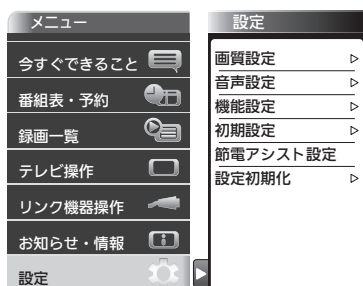 メニュー
今すぐできること
番組表・予約
録画一覧
テレビ操作
リンク機器操作
お知らせ・情報
設定
設定
画質設定
音声設定
機能設定
初期設定
節電アシスト設定
設定初期化